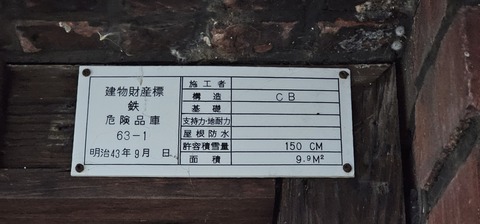 建物財産標
鉄
危険品庫
63-1
明治43年9月 日
施工者
構造 CB
基礎
支持力・地耐力
屋根防水
許容積雪量 150 CM
面積 9.9M²